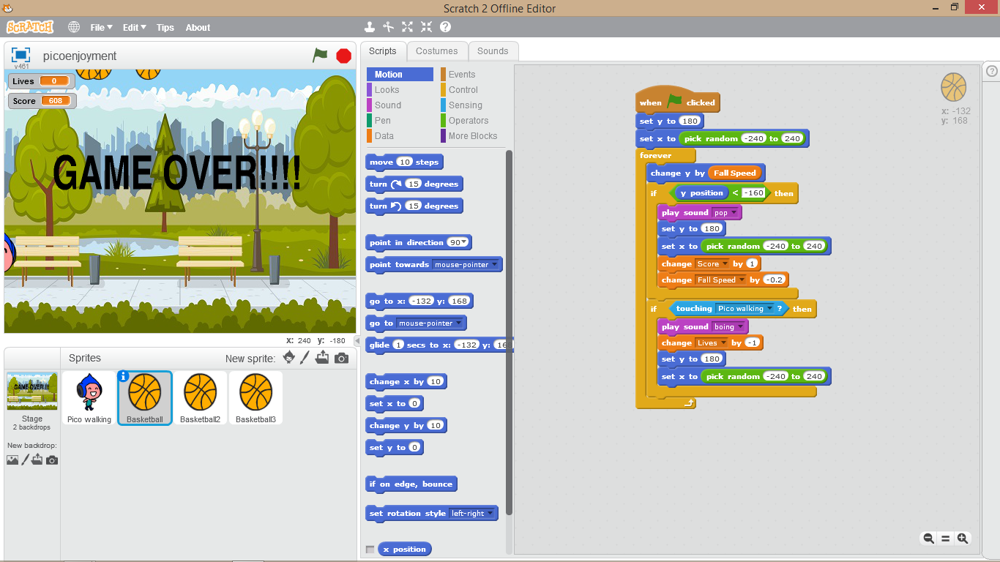 Scratch 2 Offline Editor
SCRATCH File Edit Tips About
picoenjoyment
v461
Lives 0
Score 608
GAME OVER!!!!
x: 240 y: -180
Sprites New sprite:
GAME OVER!!!!
Stage
2 backdrops
New backdrop:
Pico walking Basketball Basketball2 Basketball3
Scripts Costumes Sounds
Motion Events
Looks Control
Sound Sensing
Pen Operators
Data More Blocks
move 10 steps
turn 15 degrees
turn 15 degrees
point in direction 90
point towards mouse-pointer
go to x: -132 y: 168
go to mouse-pointer
glide 1 secs to x: -132 y: 168
change x by 10
set x to 0
change y by 10
set y to 0
if on edge, bounce
set rotation style left-right
x position
when clicked
set y to 180
set x to pick random -240 to 240
forever
change y by Fall Speed
if y position < -160 then
play sound pop
set y to 180
set x to pick random -240 to 240
change Score by 1
change Fall Speed by -0.2
if touching Pico walking ? then
play sound boing
change Lives by -1
set y to 180
set x to pick random -240 to 240
x: -132
y: 168